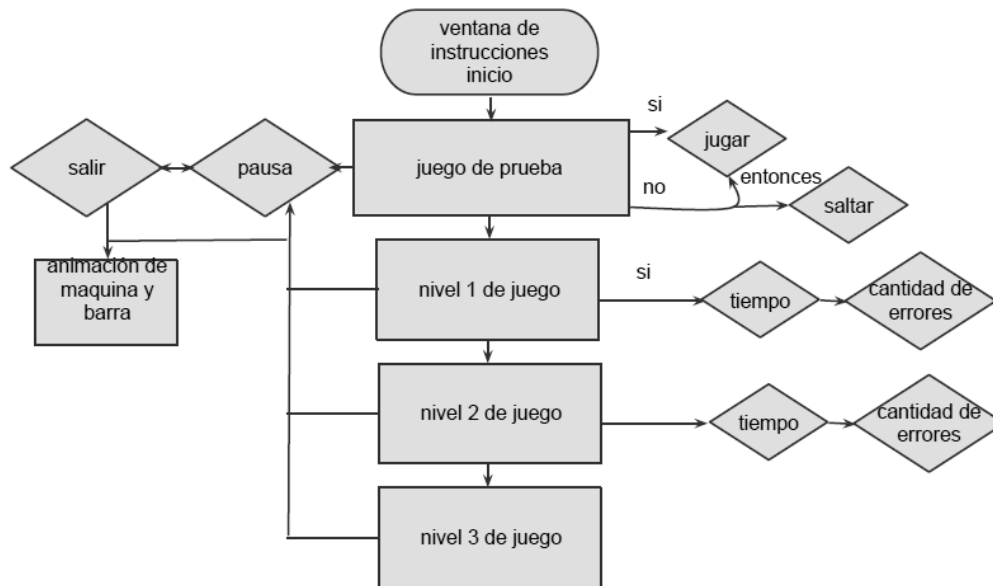 ventana de
instrucciones
inicio
si
jugar
salir
pausa
juego de prueba
no
entonces
saltar
animación de
maquina y
barra
nivel 1 de juego
si
tiempo
cantidad de
errores
nivel 2 de juego
tiempo
cantidad de
errores
nivel 3 de juego